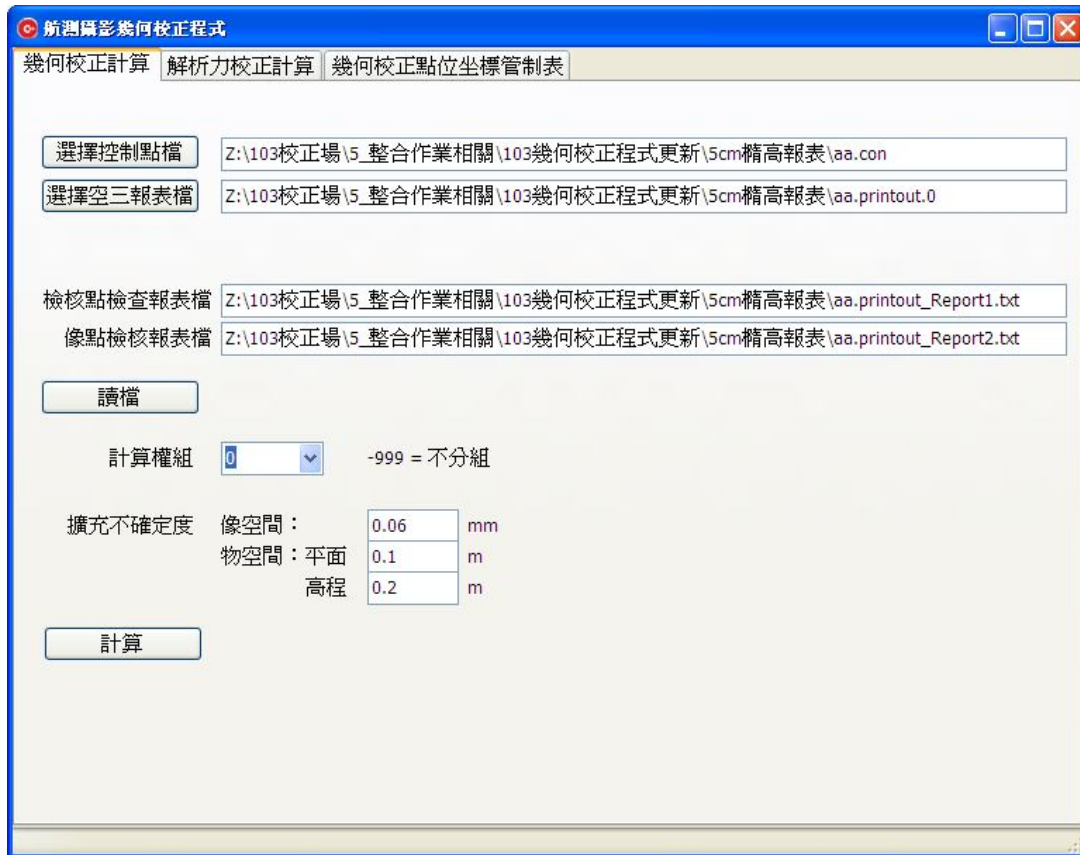 航測攝影幾何校正程式
幾何校正計算 解析力校正計算 幾何校正點位坐標管制表
選擇控制點檔 Z:\103校正場\5_整合作業相關\103幾何校正程式更新\5cm橢高報表\aa.con
選擇空三報表檔 Z:\103校正場\5_整合作業相關\103幾何校正程式更新\5cm橢高報表\aa.printout.0
檢核點檢查報表檔 Z:\103校正場\5_整合作業相關\103幾何校正程式更新\5cm橢高報表\aa.printout_Report1.txt
像點檢核報表檔 Z:\103校正場\5_整合作業相關\103幾何校正程式更新\5cm橢高報表\aa.printout_Report2.txt
讀檔
計算權組 0 -999 = 不分組
擴充不確定度 像空間： 0.06 mm
物空間：平面 0.1 m
高程 0.2 m
計算